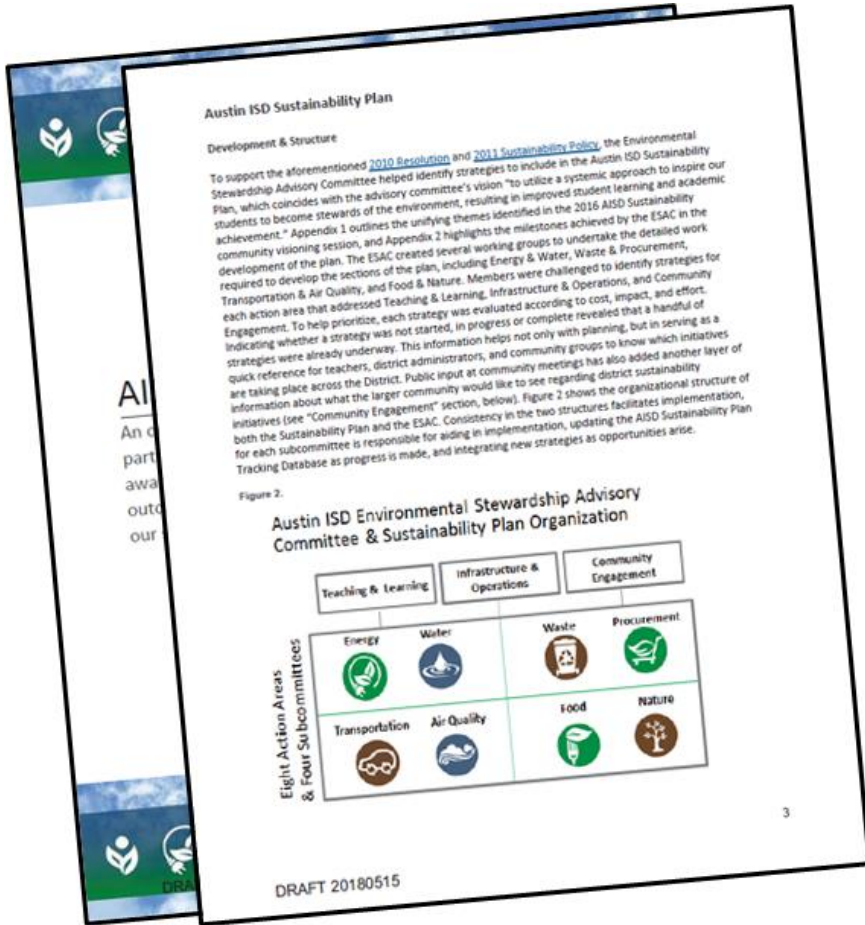 Austin ISD Sustainability Plan
Development & Structure
To support the aforementioned 2010 Resolution and 2011 Sustainability Policy, the Environmental
Stewardship Advisory Committee helped identify strategies to include in the Austin ISD Sustainability
Plan, which coincides with the advisory committee's vision "to utilize a systemic approach to inspire our
students to become stewards of the environment, resulting in improved student learning and academic
achievement." Appendix 1 outlines the unifying themes identified in the 2016 AISD Sustainability
community visioning session, and Appendix 2 highlights the milestones achieved by the ESAC in the
development of the plan. The ESAC created several working groups to undertake the detailed work
required to develop the sections of the plan, including Energy & Water, Waste & Procurement,
Transportation & Air Quality, and Food & Nature. Members were challenged to identify strategies for
each action area that addressed Teaching & Learning, Infrastructure & Operations, and Community
Engagement. To help prioritize, each strategy was evaluated according to cost, impact, and effort.
Indicating whether a strategy was not started, in progress or complete revealed that a handful of
strategies were already underway. This information helps not only with planning, but in serving as a
quick reference for teachers, district administrators, and community groups to know which initiatives
are taking place across the District. Public input at community meetings has also added another layer of
information about what the larger community would like to see regarding district sustainability
initiatives (see "Community Engagement" section, below). Figure 2 shows the organizational structure of
both the Sustainability Plan and the ESAC. Consistency in the two structures facilitates implementation,
for each subcommittee is responsible for aiding in implementation, updating the AISD Sustainability Plan
Tracking Database as progress is made, and integrating new strategies as opportunities arise.
Figure 2.
Austin ISD Environmental Stewardship Advisory
Committee & Sustainability Plan Organization
Teaching & Learning
Infrastructure &
Operations
Community
Engagement
Eight Action Areas
& Four Subcommittees
Energy
Water
Waste
Procurement
Transportation
Air Quality
Food
Nature
3
DRAFT 20180515
AI
An
part
awa
outc
our
DRA